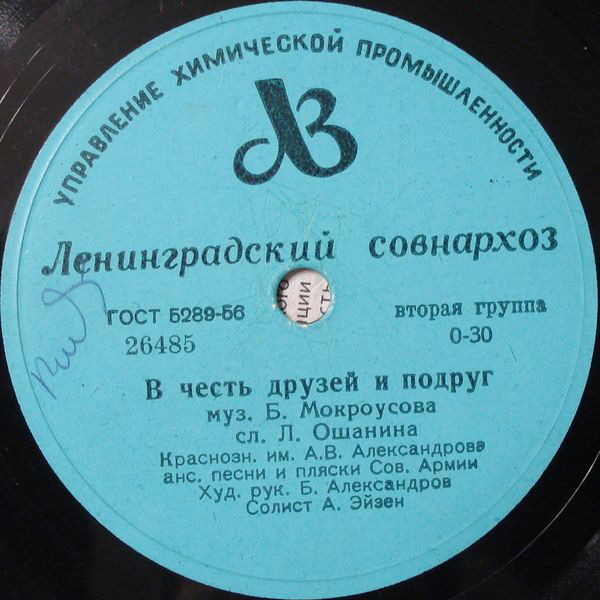 УПРАВЛЕНИЕ ХИМИЧЕСКОЙ ПРОМЫШЛЕННОСТИ
ЛЗ
Ленинградский совнархоз
ГОСТ 5289-56
вторая группа
26485
0-30
В честь друзей и подруг
муз. Б. Мокроусова
сл. Л. Ошанина
Краснозн. им. А.В. Александрова
анс. песни и пляски Сов. Армии
Худ. рук. Б. Александров
Солист А. Эйзен